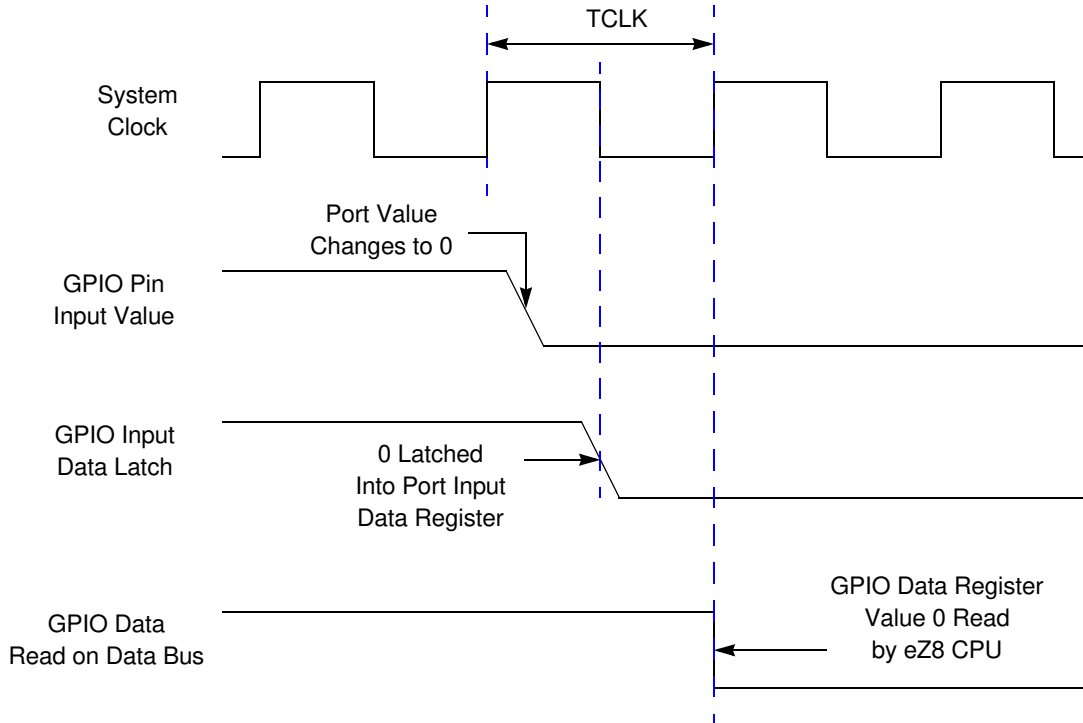 TCLK
System
Clock
Port Value
Changes to 0
GPIO Pin
Input Value
GPIO Input
Data Latch
0 Latched
Into Port Input
Data Register
GPIO Data
Read on Data Bus
GPIO Data Register
Value 0 Read
by eZ8 CPU